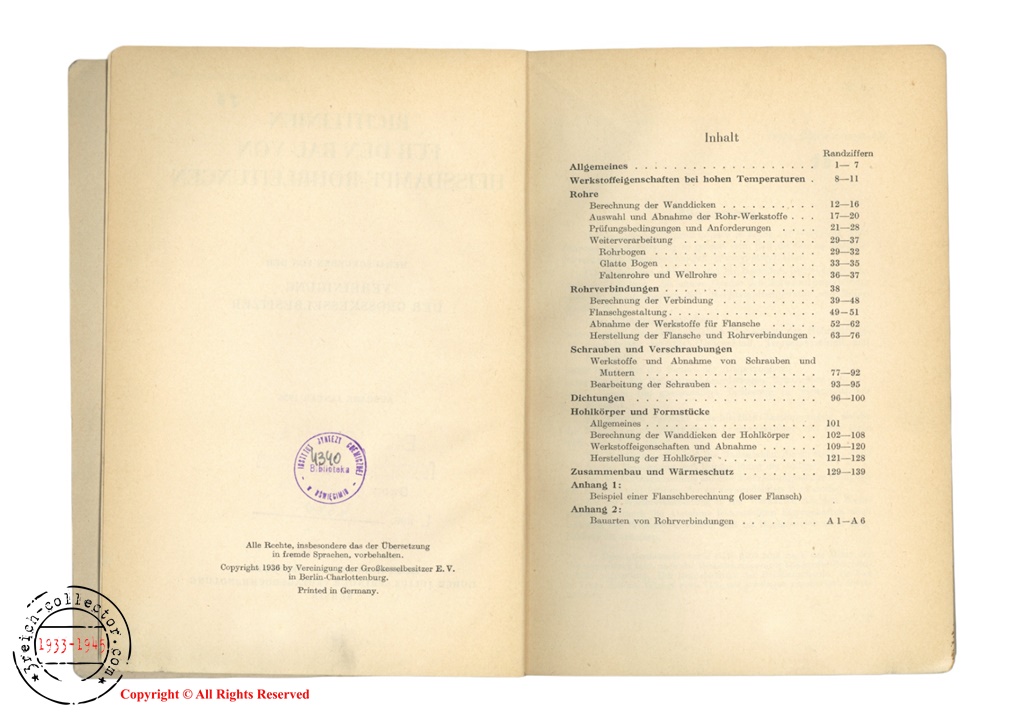 INSTYTUT SYNTEZY CHEMICZNEJ
4340
Biblioteka
W OŚWIĘCIMIU
Alle Rechte, insbesondere das der Übersetzung
in fremde Sprachen, vorbehalten.
Copyright 1936 by Vereinigung der Großkesselbesitzer E. V.
in Berlin-Charlottenburg.
Printed in Germany.
Inhalt
Randziffern
Allgemeines . . . . . . . . . . . . . . . . . . . 1— 7
Werkstoffeigenschaften bei hohen Temperaturen . 8—11
Rohre
Berechnung der Wanddicken . . . . . . . . . . 12—16
Auswahl und Abnahme der Rohr-Werkstoffe . . . 17—20
Prüfungsbedingungen und Anforderungen . . . . 21—28
Weiterverarbeitung . . . . . . . . . . . . . . 29—37
Rohrbogen . . . . . . . . . . . . . . . . . 29—32
Glatte Bogen . . . . . . . . . . . . . . . . 33—35
Faltenrohre und Wellrohre . . . . . . . . . . 36—37
Rohrverbindungen . . . . . . . . . . . . . . . . 38
Berechnung der Verbindung . . . . . . . . . . . 39—48
Flanschgestaltung . . . . . . . . . . . . . . . . 49—51
Abnahme der Werkstoffe für Flansche . . . . . 52—62
Herstellung der Flansche und Rohrverbindungen . 63—76
Schrauben und Verschraubungen
Werkstoffe und Abnahme von Schrauben und
Muttern . . . . . . . . . . . . . . . . . . 77—92
Bearbeitung der Schrauben . . . . . . . . . . . 93—95
Dichtungen . . . . . . . . . . . . . . . . . . . 96—100
Hohlkörper und Formstücke
Allgemeines . . . . . . . . . . . . . . . . . . 101
Berechnung der Wanddicken der Hohlkörper . . 102—108
Werkstoffeigenschaften und Abnahme . . . . . . 109—120
Herstellung der Hohlkörper . . . . . . . . . . 121—128
Zusammenbau und Wärmeschutz . . . . . . . . 129—139
Anhang 1:
Beispiel einer Flanschberechnung (loser Flansch)
Anhang 2:
Bauarten von Rohrverbindungen . . . . . . . . A 1—A 6
3reich-collector.com
1933-1945
Copyright © All Rights Reserved